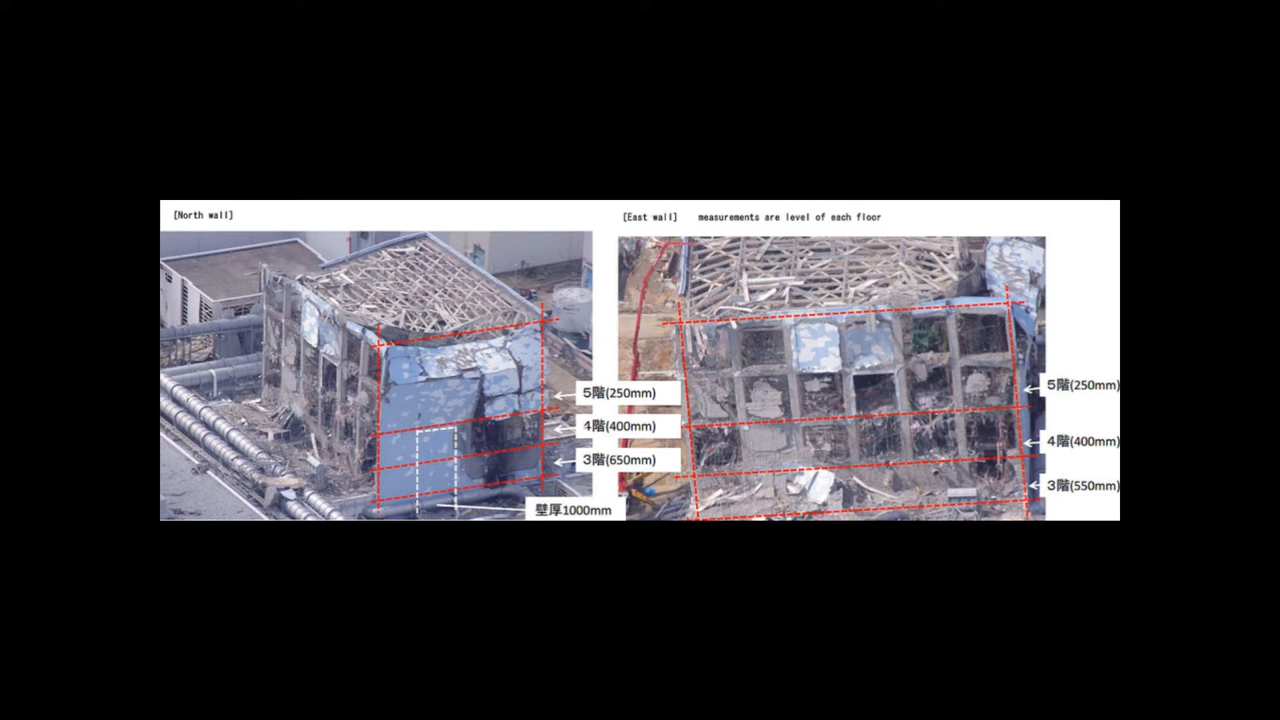 [North wall]
[East wall] measurements are level of each floor
5階(250mm)
4階(400mm)
3階(650mm)
壁厚1000mm
5階(250mm)
4階(400mm)
3階(550mm)